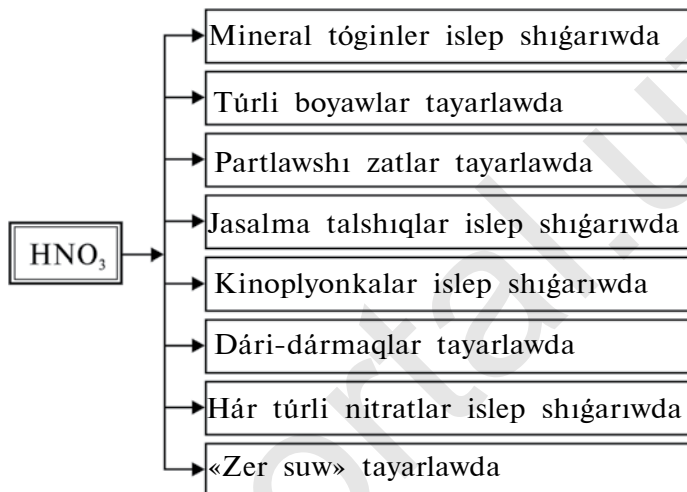 Mineral tóginler islep shıǵarıwda
Túrli boyawlar tayarlawda
Partlawshı zatlar tayarlawda
Jasalma talshıqlar islep shıǵarıwda
HNO₃
Kinoplyonkalar islep shıǵarıwda
Dári-dármaqlar tayarlawda
Hár túrli nitratlar islep shıǵarıwda
«Zer suw» tayarlawda